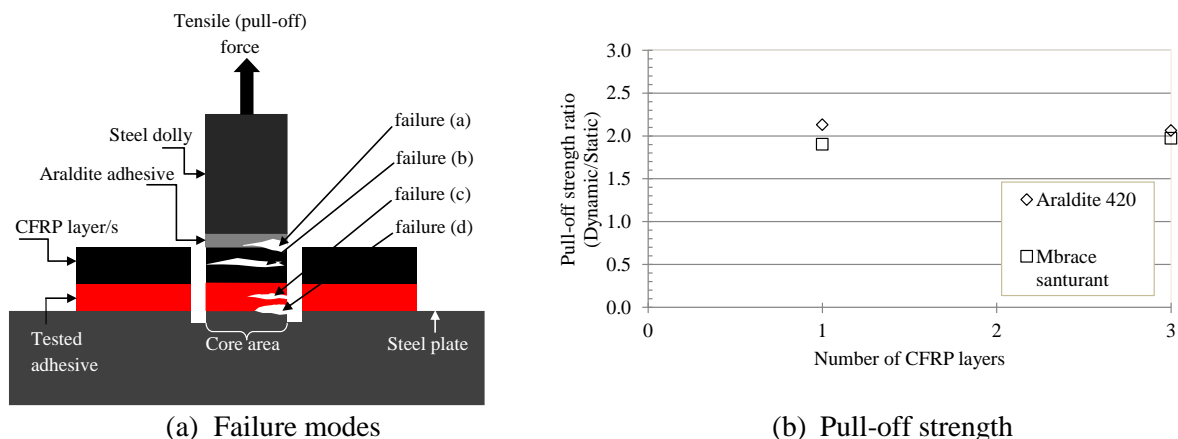 Tensile (pull-off)
force
Steel dolly
Araldite adhesive
CFRP layer/s
failure (a)
failure (b)
failure (c)
failure (d)
Tested
adhesive
Core area
Steel plate
(a) Failure modes
Pull-off strength ratio
(Dynamic/Static)
3.0
2.5
2.0
1.5
1.0
0.5
0.0
0
1
3
Number of CFRP layers
Araldite 420
Mbrace
santurant
(b) Pull-off strength